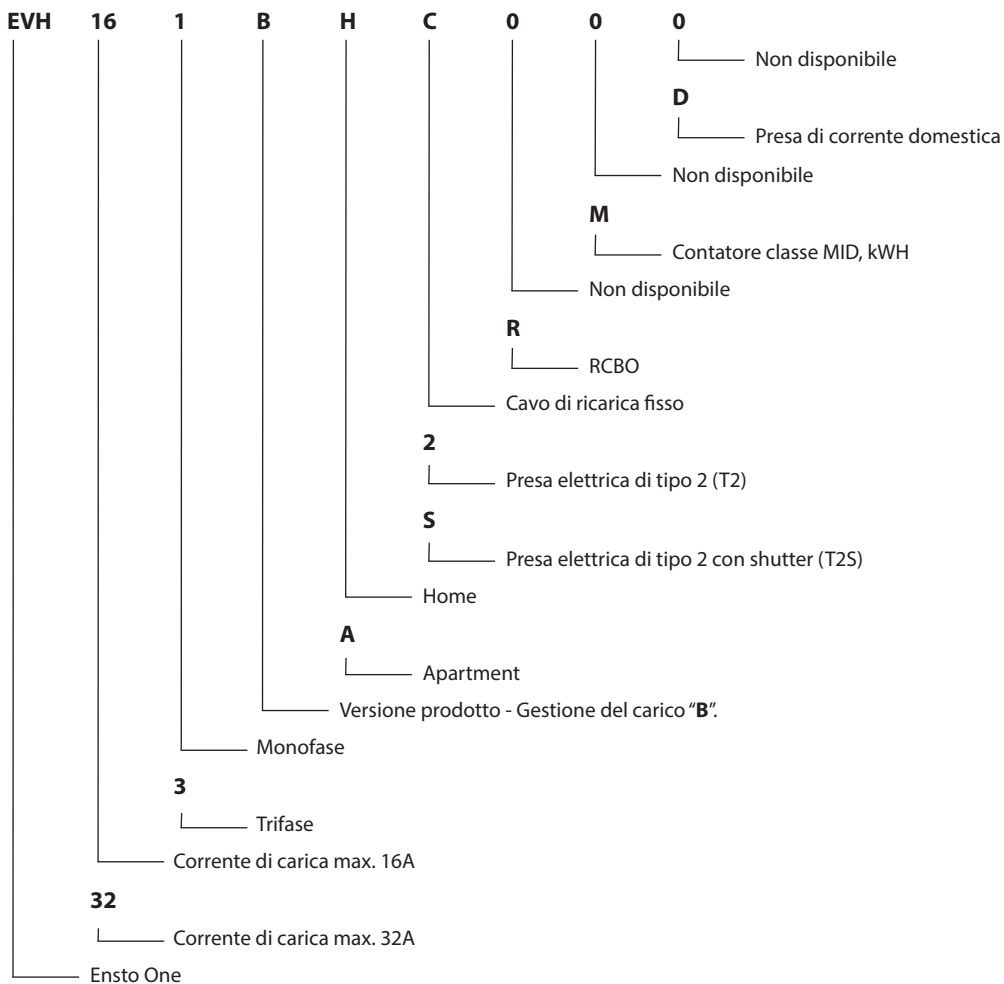 EVH 16 1 B H C 0 0 0
Non disponibile
D
Presa di corrente domestica
Non disponibile
M
Contatore classe MID, kWH
Non disponibile
R
RCBO
Cavo di ricarica fisso
2
Presa elettrica di tipo 2 (T2)
S
Presa elettrica di tipo 2 con shutter (T2S)
Home
A
Apartment
Versione prodotto - Gestione del carico “B”.
Monofase
3
Trifase
Corrente di carica max. 16A
32
Corrente di carica max. 32A
Ensto One